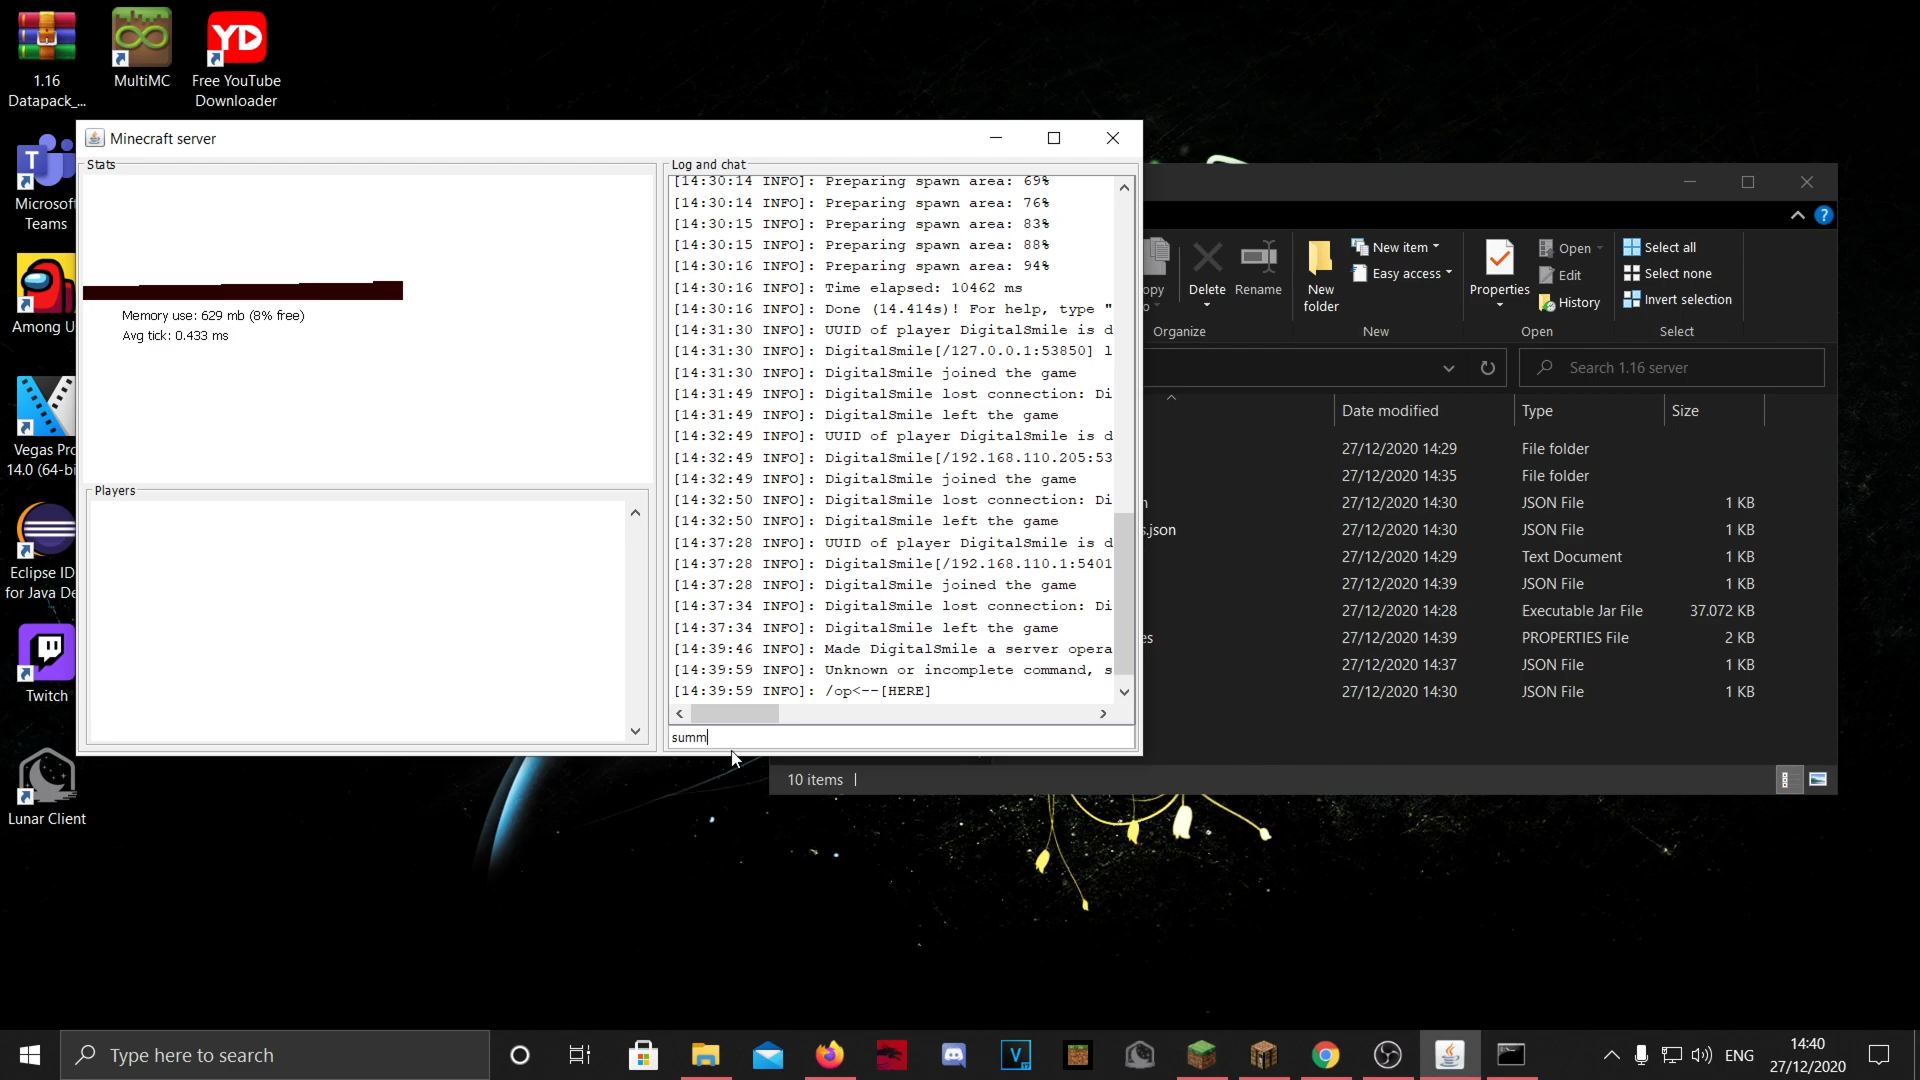 1.16
Datapack_...
MultiMC
YD
Free YouTube
Downloader
Microsoft
Teams
Among U
Vegas Pro
14.0 (64-bi
Eclipse ID
for Java De
Twitch
Lunar Client
Minecraft server
Stats
Memory use: 629 mb (8% free)
Avg tick: 0.433 ms
Players
Log and chat
[14:30:14 INFO]: Preparing spawn area: 69%
[14:30:14 INFO]: Preparing spawn area: 76%
[14:30:15 INFO]: Preparing spawn area: 83%
[14:30:15 INFO]: Preparing spawn area: 88%
[14:30:16 INFO]: Preparing spawn area: 94%
[14:30:16 INFO]: Time elapsed: 10462 ms
[14:30:16 INFO]: Done (14.414s)! For help, type "
[14:31:30 INFO]: UUID of player DigitalSmile is d
[14:31:30 INFO]: DigitalSmile[/127.0.0.1:53850] l
[14:31:30 INFO]: DigitalSmile joined the game
[14:31:49 INFO]: DigitalSmile lost connection: Di
[14:31:49 INFO]: DigitalSmile left the game
[14:32:49 INFO]: UUID of player DigitalSmile is d
[14:32:49 INFO]: DigitalSmile[/192.168.110.205:53
[14:32:49 INFO]: DigitalSmile joined the game
[14:32:50 INFO]: DigitalSmile lost connection: Di
[14:32:50 INFO]: DigitalSmile left the game
[14:37:28 INFO]: UUID of player DigitalSmile is d
[14:37:28 INFO]: DigitalSmile[/192.168.110.1:5401
[14:37:28 INFO]: DigitalSmile joined the game
[14:37:34 INFO]: DigitalSmile lost connection: Di
[14:37:34 INFO]: DigitalSmile left the game
[14:39:46 INFO]: Made DigitalSmile a server opera
[14:39:59 INFO]: Unknown or incomplete command, s
[14:39:59 INFO]: /op<--[HERE]
summ
opy
Delete
Rename
Organize
New
folder
New item
Easy access
New
Properties
Open
Edit
History
Open
Select all
Select none
Invert selection
Select
Search 1.16 server
Date modified Type Size
27/12/2020 14:29 File folder
27/12/2020 14:35 File folder
27/12/2020 14:30 JSON File 1 KB
s.json 27/12/2020 14:30 JSON File 1 KB
27/12/2020 14:29 Text Document 1 KB
27/12/2020 14:39 JSON File 1 KB
27/12/2020 14:28 Executable Jar File 37.072 KB
es 27/12/2020 14:39 PROPERTIES File 2 KB
27/12/2020 14:37 JSON File 1 KB
27/12/2020 14:30 JSON File 1 KB
10 items
Type here to search
ENG
14:40
27/12/2020